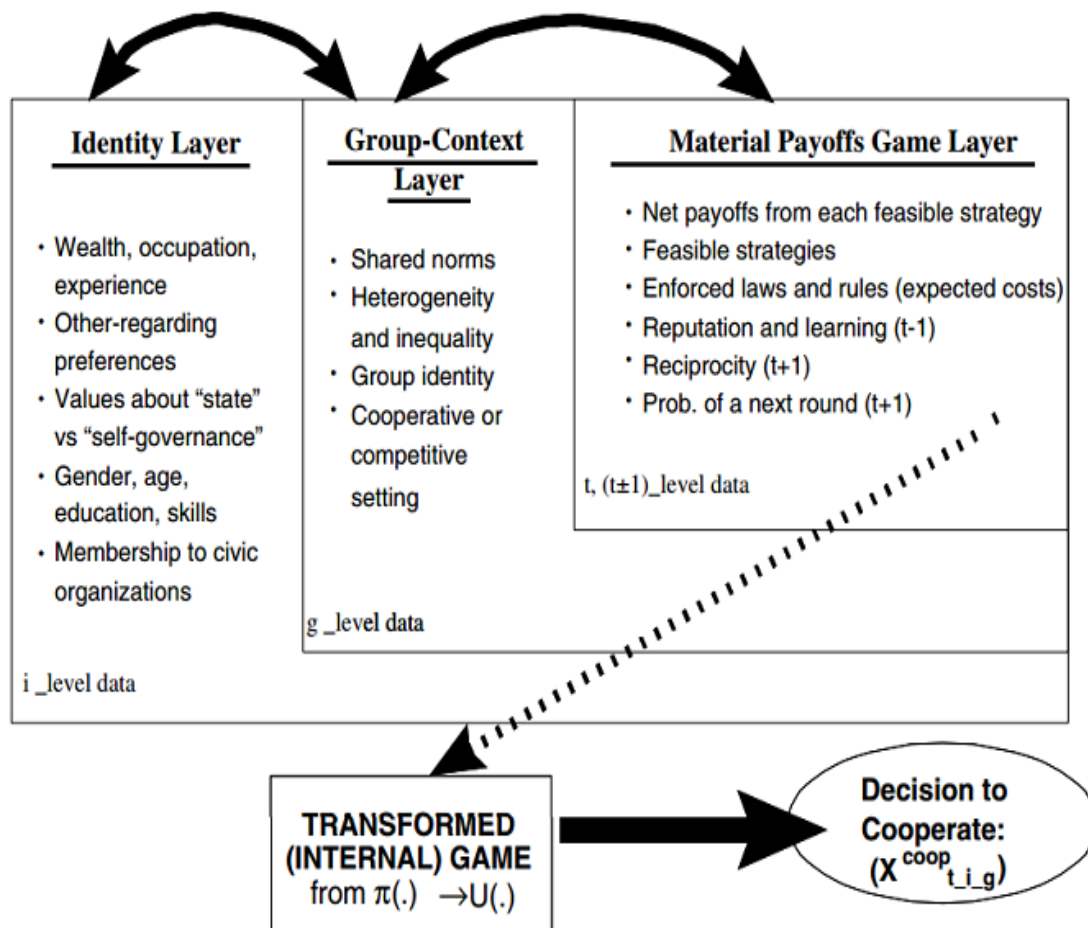 Identity Layer
• Wealth, occupation,
experience
• Other-regarding
preferences
• Values about “state”
vs “self-governance”
• Gender, age,
education, skills
• Membership to civic
organizations
i _level data
Group-Context
Layer
• Shared norms
• Heterogeneity
and inequality
• Group identity
• Cooperative or
competitive
setting
g _level data
Material Payoffs Game Layer
• Net payoffs from each feasible strategy
• Feasible strategies
• Enforced laws and rules (expected costs)
• Reputation and learning (t-1)
• Reciprocity (t+1)
• Prob. of a next round (t+1)
t, (t±1)_level data
TRANSFORMED
(INTERNAL) GAME
from π(.) →U(.)
Decision to
Cooperate:
(X^coop_t_i_g)